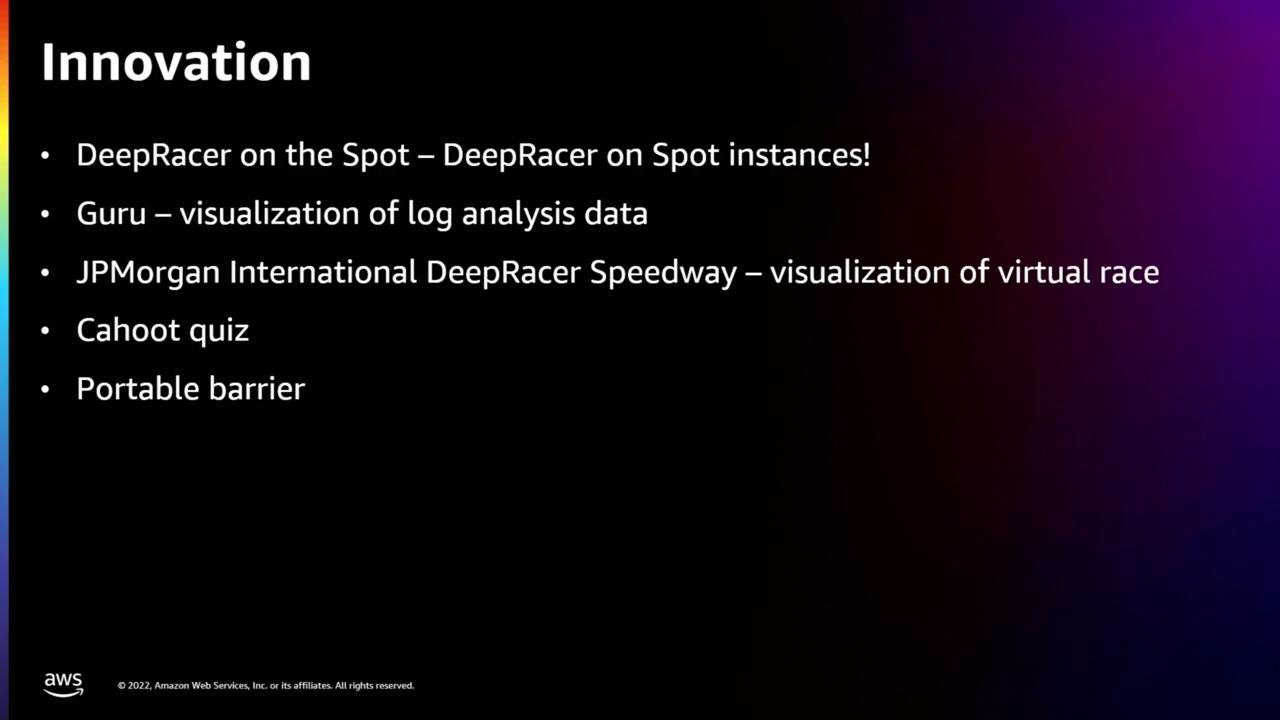 Innovation
• DeepRacer on the Spot – DeepRacer on Spot instances!
• Guru – visualization of log analysis data
• JPMorgan International DeepRacer Speedway – visualization of virtual race
• Cahoot quiz
• Portable barrier
aws
© 2022, Amazon Web Services, Inc. or its affiliates. All rights reserved.